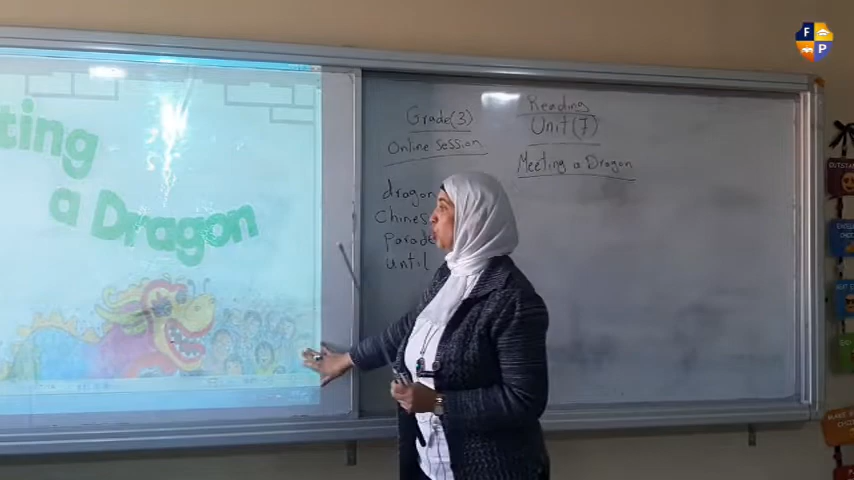 ting
a Dragon
Grade(3)
Online Session
Reading
Unit(7)
Meeting a Dragon
dragon
Chines
parade
until
F
P D